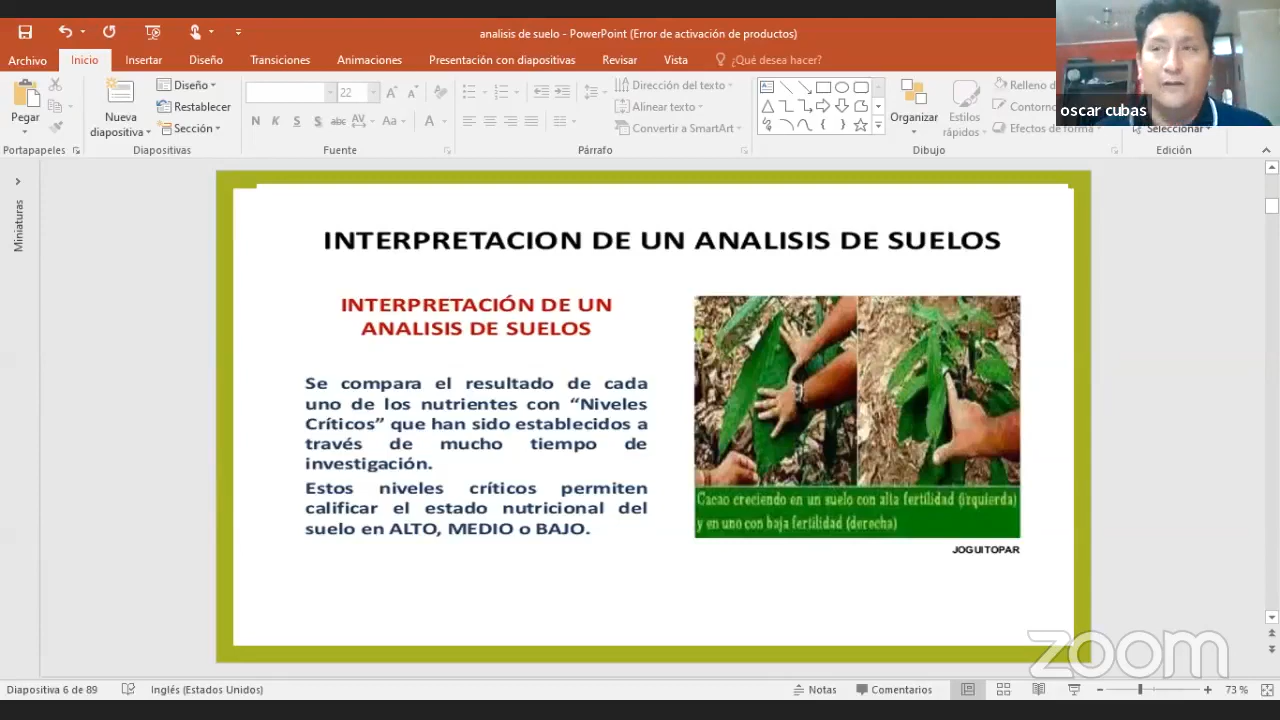 analisis de suelo - PowerPoint (Error de activación de productos)
Archivo Inicio Insertar Diseño Transiciones Animaciones Presentación con diapositivas Revisar Vista ¿Qué desea hacer?
oscar cubas
Pegar
Nueva diapositiva
Diseño
Restablecer
Sección
22
N K S S abc AV Aa A
Dirección del texto
Alinear texto
Convertir a SmartArt
Organizar
Estilos rápidos
Relleno d
Contorno
Efectos de forma
Seleccionar
Portapapeles Diapositivas Fuente Párrafo Dibujo Edición
Miniaturas
INTERPRETACION DE UN ANALISIS DE SUELOS
INTERPRETACIÓN DE UN
ANALISIS DE SUELOS
Se compara el resultado de cada
uno de los nutrientes con “Niveles
Críticos” que han sido establecidos a
través de mucho tiempo de
investigación.
Estos niveles críticos permiten
calificar el estado nutricional del
suelo en ALTO, MEDIO o BAJO.
Cacao creciendo en un suelo con alta fertilidad (izquierda)
y en uno con baja fertilidad (derecha)
JOGUITOPAR
zoom
Diapositiva 6 de 89 Inglés (Estados Unidos) Notas Comentarios 73 %